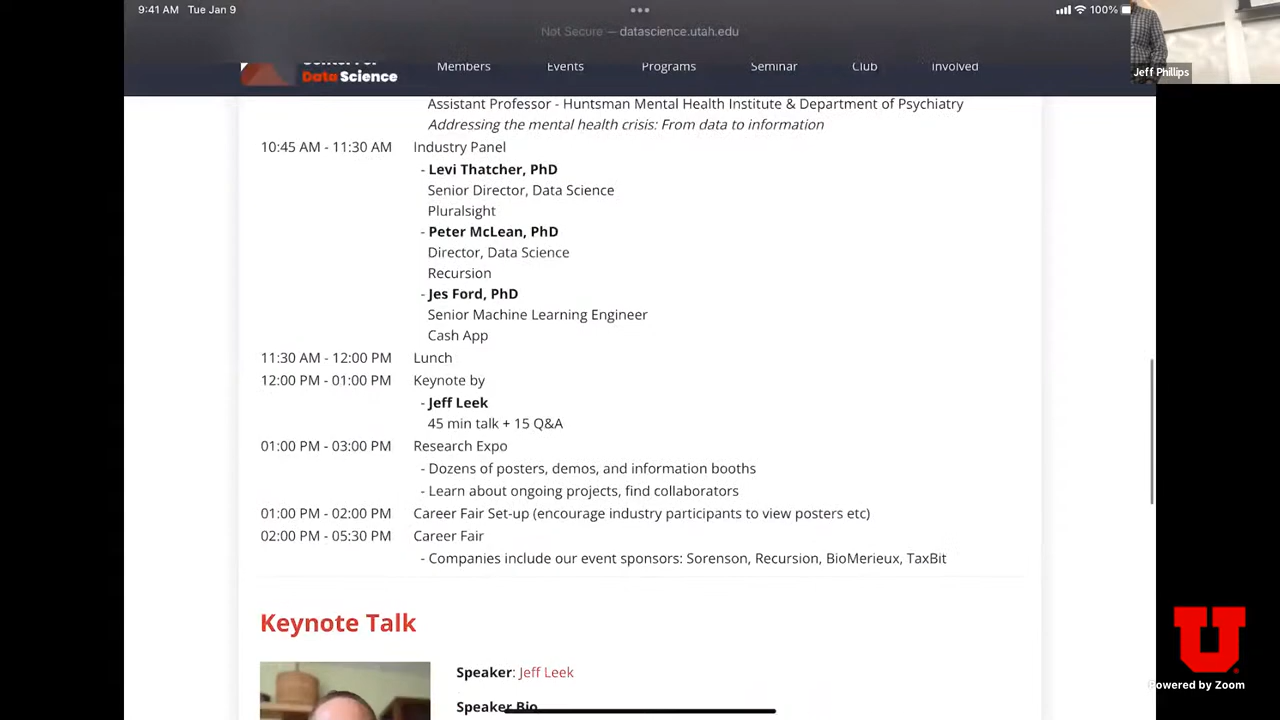 9:41 AM Tue Jan 9
100%
Not Secure — datascience.utah.edu
Jeff Phillips
Data Science
Members Events Programs Seminar Club Involved
Assistant Professor - Huntsman Mental Health Institute & Department of Psychiatry
Addressing the mental health crisis: From data to information
10:45 AM - 11:30 AM Industry Panel
- Levi Thatcher, PhD
Senior Director, Data Science
Pluralsight
- Peter McLean, PhD
Director, Data Science
Recursion
- Jes Ford, PhD
Senior Machine Learning Engineer
Cash App
11:30 AM - 12:00 PM Lunch
12:00 PM - 01:00 PM Keynote by
- Jeff Leek
45 min talk + 15 Q&A
01:00 PM - 03:00 PM Research Expo
- Dozens of posters, demos, and information booths
- Learn about ongoing projects, find collaborators
01:00 PM - 02:00 PM Career Fair Set-up (encourage industry participants to view posters etc)
02:00 PM - 05:30 PM Career Fair
- Companies include our event sponsors: Sorenson, Recursion, BioMerieux, TaxBit
Keynote Talk
Speaker: Jeff Leek
Speaker Bio
U
Powered by Zoom